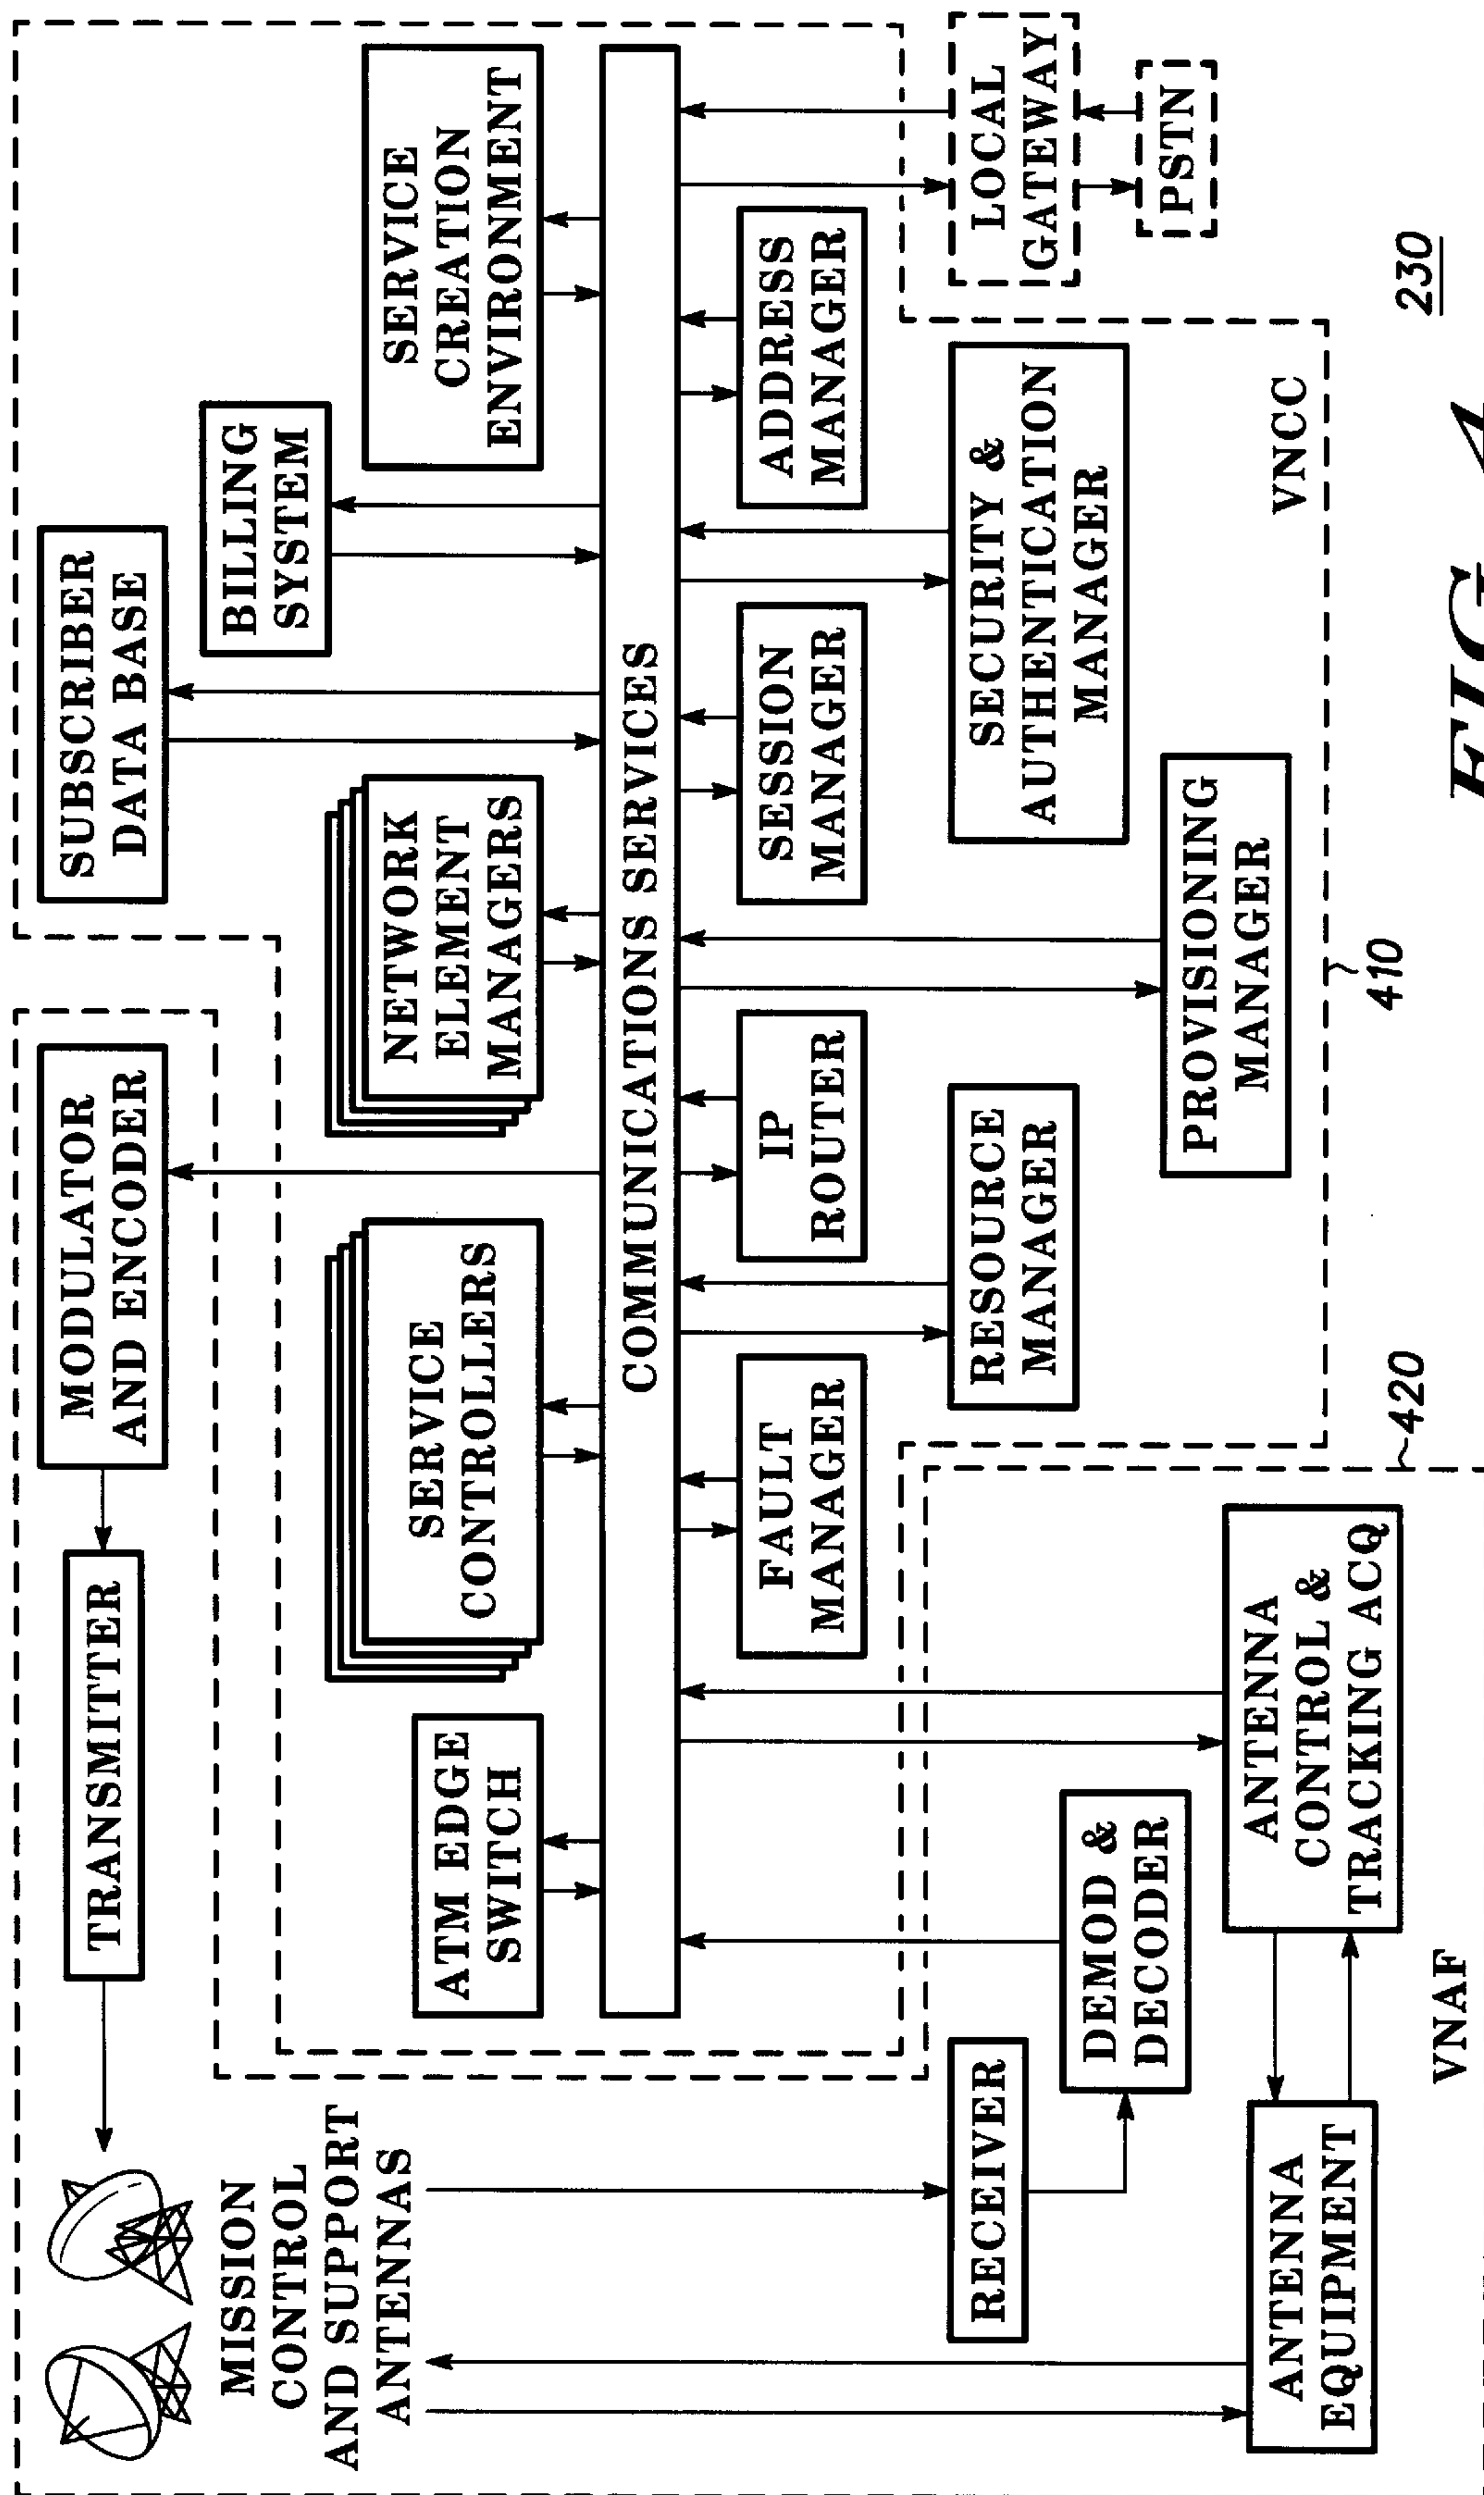 MISSION
CONTROL
AND SUPPORT
ANTENNAS
TRANSMITTER
MODULATOR
AND ENCODER
SUBSCRIBER
DATA BASE
BILLING
SYSTEM
ATM EDGE
SWITCH
SERVICE
CONTROLLERS
NETWORK
ELEMENT
MANAGERS
SERVICE
CREATION
ENVIRONMENT
COMMUNICATIONS SERVICES
FAULT
MANAGER
IP
ROUTER
SESSION
MANAGER
ADDRESS
MANAGER
RECEIVER
RESOURCE
MANAGER
SECURITY &
AUTHENTICATION
MANAGER
LOCAL
GATEWAY
DEMOD &
DECODER
PROVISIONING
MANAGER
PSTN
ANTENNA
EQUIPMENT
ANTENNA
CONTROL &
TRACKING ACQ
VNCC
410
420
VNAF
230
FIG. 4